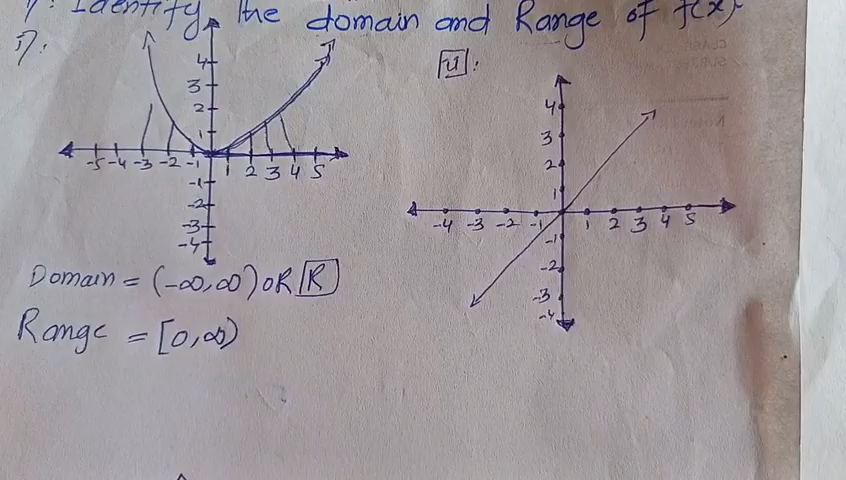 1. Identify the domain and Range of f(x).
i).
4
3
2
1
-5 -4 -3 -2 -1 1 2 3 4 5
-1
-2
-3
-4
Domain = (-∞,∞) OR R
Range = [0,∞)
ii:
4
3
2
1
-4 -3 -2 -1 1 2 3 4 5
-1
-2
-3
-4